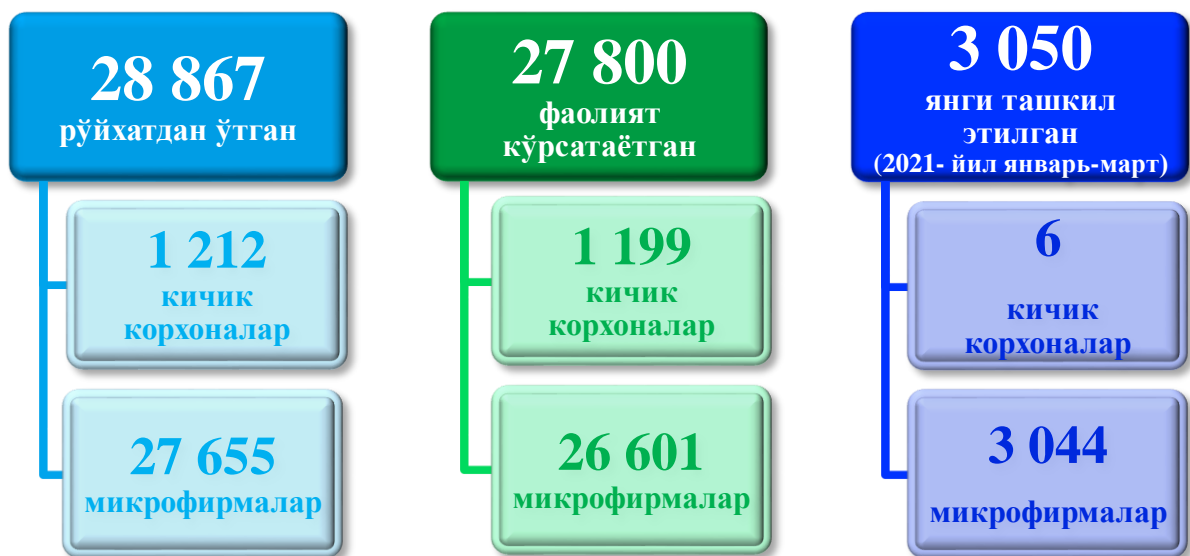 28 867
рўйхатдан ўтган
1 212
кичик
корхоналар
27 655
микрофирмалар
27 800
фаолият
кўрсатаётган
1 199
кичик
корхоналар
26 601
микрофирмалар
3 050
янги ташкил
этилган
(2021- йил январь-март)
6
кичик
корхоналар
3 044
микрофирмалар